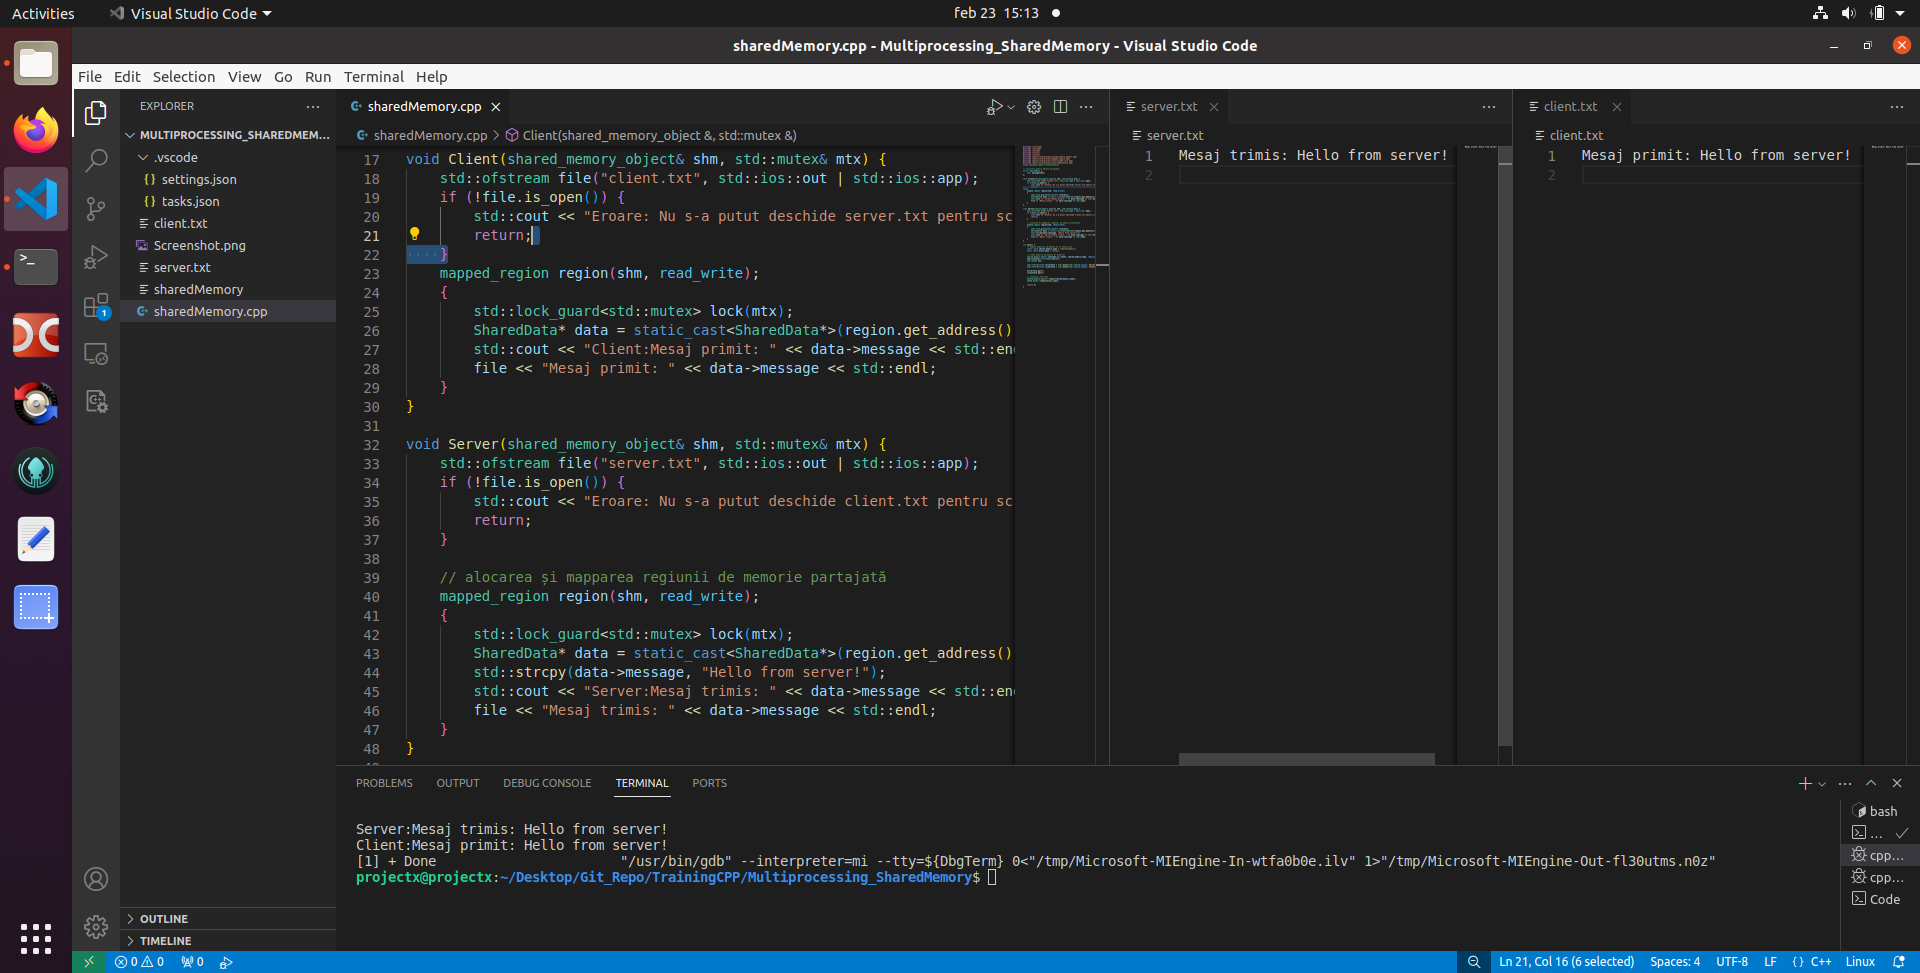 Activities
Visual Studio Code
feb 23 15:13
sharedMemory.cpp - Multiprocessing_SharedMemory - Visual Studio Code
File Edit Selection View Go Run Terminal Help
EXPLORER
MULTIPROCESSING_SHAREDMEM...
.vscode
settings.json
tasks.json
client.txt
Screenshot.png
server.txt
sharedMemory
sharedMemory.cpp
OUTLINE
TIMELINE
1
sharedMemory.cpp
sharedMemory.cpp > Client(shared_memory_object &, std::mutex &)
17 void Client(shared_memory_object& shm, std::mutex& mtx) {
18 std::ofstream file("client.txt", std::ios::out | std::ios::app);
19 if (!file.is_open()) {
20 std::cout << "Eroare: Nu s-a putut deschide server.txt pentru sc
21 return;
22 }
23 mapped_region region(shm, read_write);
24 {
25 std::lock_guard<std::mutex> lock(mtx);
26 SharedData* data = static_cast<SharedData*>(region.get_address()
27 std::cout << "Client:Mesaj primit: " << data->message << std::en
28 file << "Mesaj primit: " << data->message << std::endl;
29 }
30 }
31
32 void Server(shared_memory_object& shm, std::mutex& mtx) {
33 std::ofstream file("server.txt", std::ios::out | std::ios::app);
34 if (!file.is_open()) {
35 std::cout << "Eroare: Nu s-a putut deschide client.txt pentru sc
36 return;
37 }
38
39 // alocarea și mapparea regiunii de memorie partajată
40 mapped_region region(shm, read_write);
41 {
42 std::lock_guard<std::mutex> lock(mtx);
43 SharedData* data = static_cast<SharedData*>(region.get_address()
44 std::strcpy(data->message, "Hello from server!");
45 std::cout << "Server:Mesaj trimis: " << data->message << std::en
46 file << "Mesaj trimis: " << data->message << std::endl;
47 }
48 }
server.txt
server.txt
1 Mesaj trimis: Hello from server!
2
client.txt
client.txt
1 Mesaj primit: Hello from server!
2
PROBLEMS OUTPUT DEBUG CONSOLE TERMINAL PORTS
Server:Mesaj trimis: Hello from server!
Client:Mesaj primit: Hello from server!
[1] + Done "/usr/bin/gdb" --interpreter=mi --tty=${DbgTerm} 0<"/tmp/Microsoft-MIEngine-In-wtfa0b0e.ilv" 1>"/tmp/Microsoft-MIEngine-Out-fl30utms.n0z"
projectx@projectx:~/Desktop/Git_Repo/TrainingCPP/Multiprocessing_SharedMemory$
bash
...
cpp...
cpp...
Code
0 0 0
Ln 21, Col 16 (6 selected) Spaces: 4 UTF-8 LF {} C++ Linux